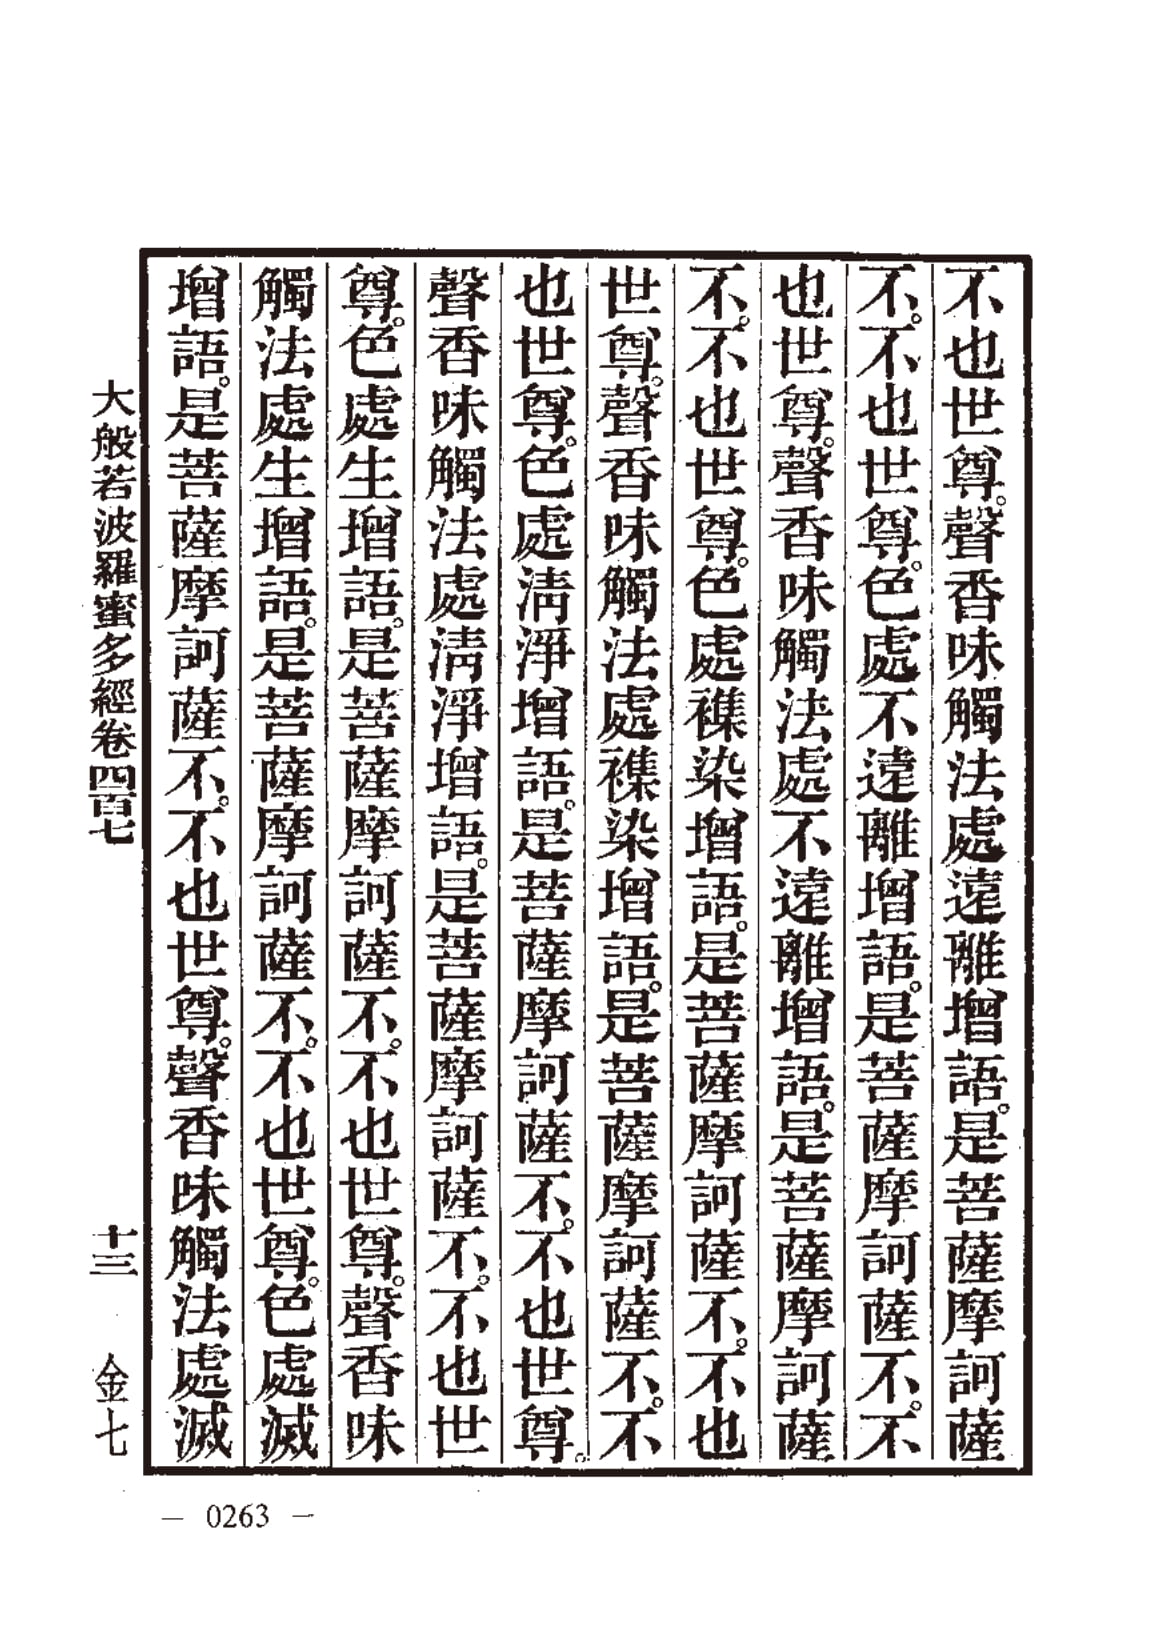 不也世尊。聲香味觸法處遠離增語。是菩薩摩訶薩
不。不也世尊。色處不遠離增語。是菩薩摩訶薩不。不
也世尊。聲香味觸法處不遠離增語。是菩薩摩訶薩
不。不也世尊。色處襍染增語。是菩薩摩訶薩不。不也
世尊。聲香味觸法處襍染增語。是菩薩摩訶薩不。不
也世尊。色處淸淨增語。是菩薩摩訶薩不。不也世尊。
聲香味觸法處淸淨增語。是菩薩摩訶薩不。不也世
尊。色處生增語。是菩薩摩訶薩不。不也世尊。聲香味
觸法處生增語。是菩薩摩訶薩不。不也世尊。色處滅
增語。是菩薩摩訶薩不。不也世尊。聲香味觸法處滅
大般若波羅蜜多經卷四百七 十三 金七
— 0263 —